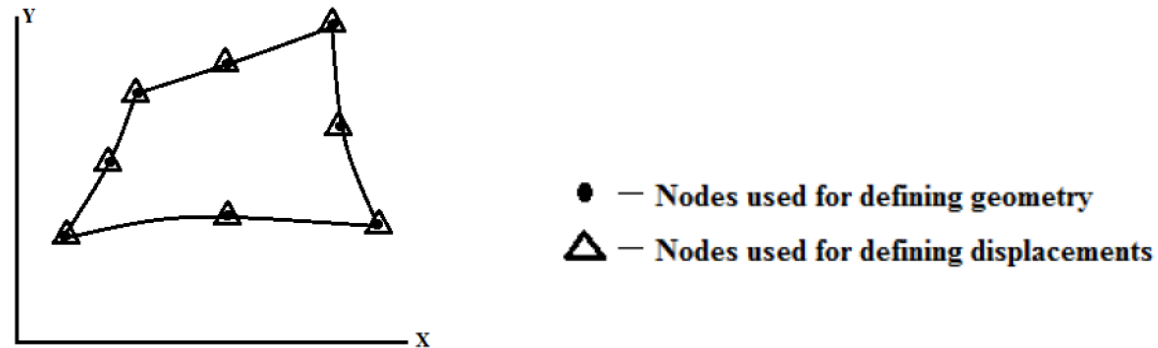 Y
— Nodes used for defining geometry
— Nodes used for defining displacements
X